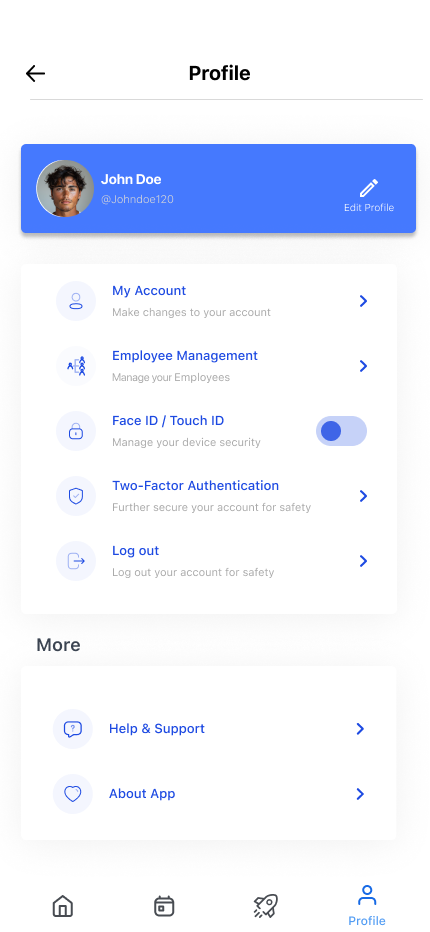 Profile
John Doe
@Johndoe120
Edit Profile
My Account
Make changes to your account
Employee Management
Manage your Employees
Face ID / Touch ID
Manage your device security
Two-Factor Authentication
Further secure your account for safety
Log out
Log out your account for safety
More
Help & Support
About App
Profile